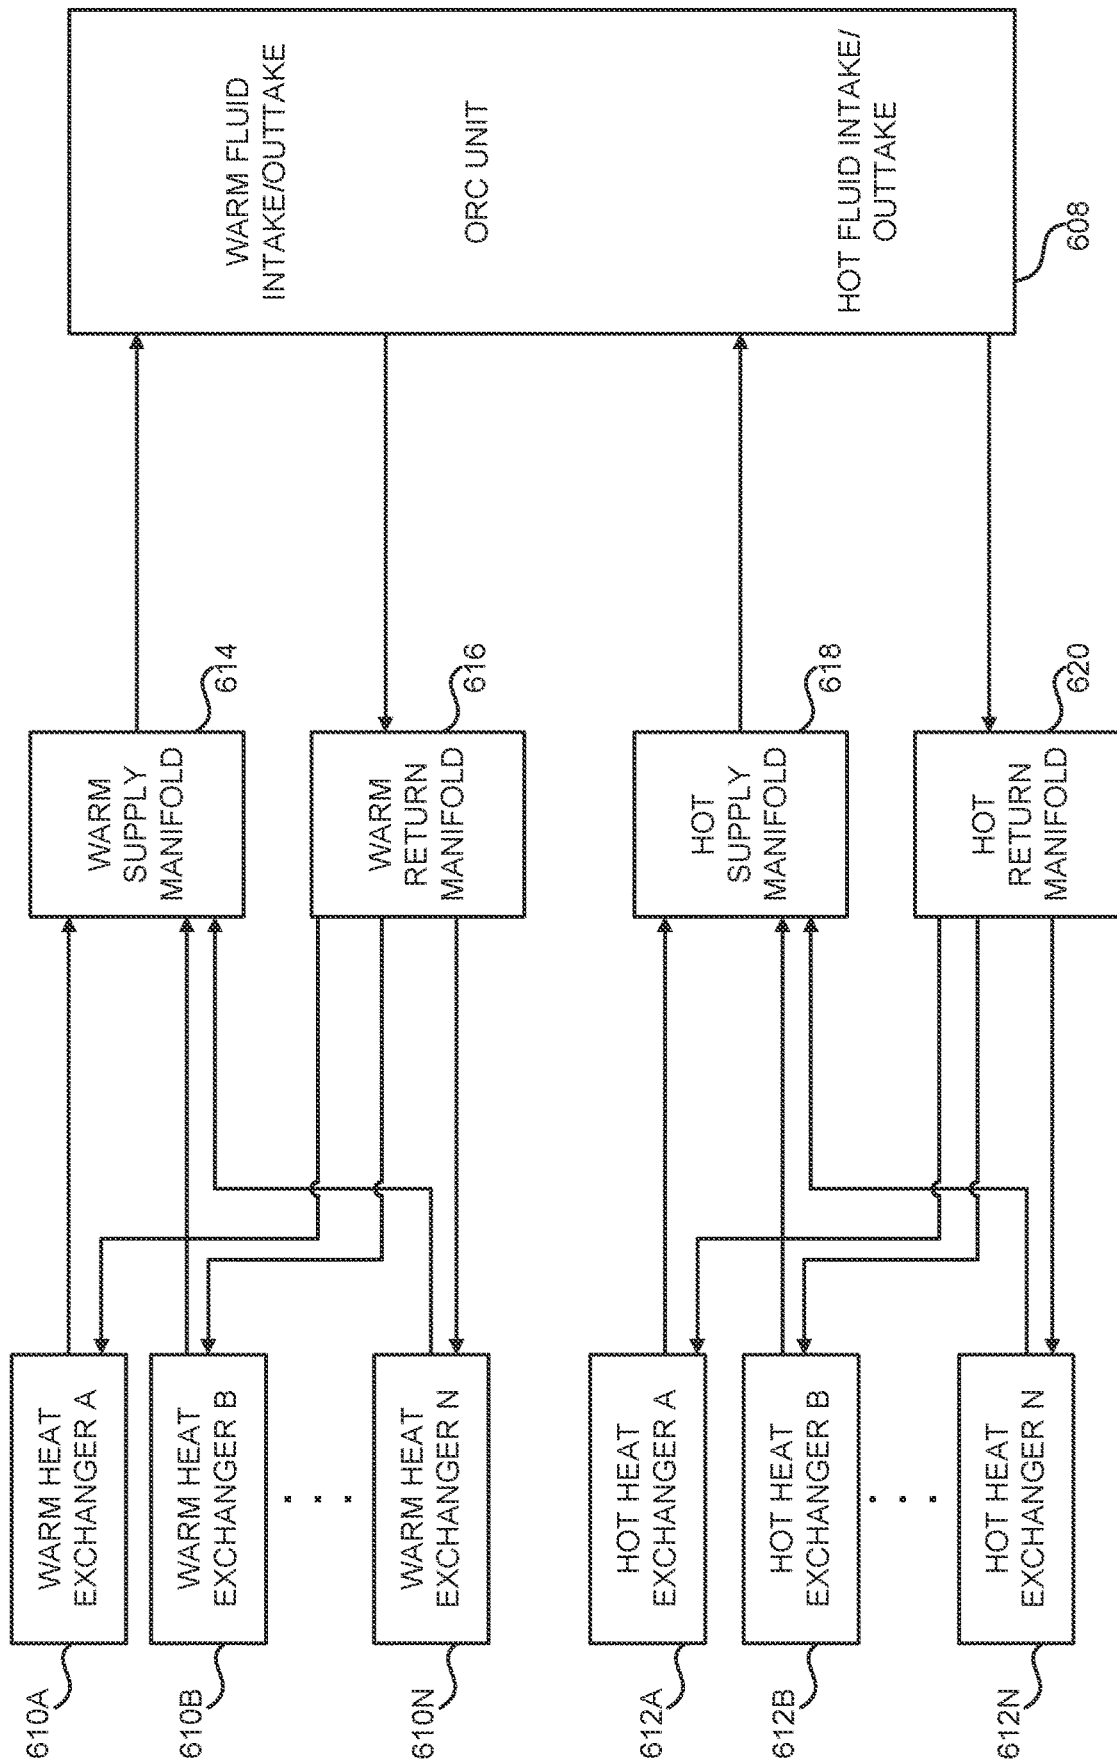 610A
WARM HEAT
EXCHANGER A
610B
WARM HEAT
EXCHANGER B
610N
WARM HEAT
EXCHANGER N
612A
HOT HEAT
EXCHANGER A
612B
HOT HEAT
EXCHANGER B
612N
HOT HEAT
EXCHANGER N
WARM
SUPPLY
MANIFOLD
614
WARM
RETURN
MANIFOLD
616
HOT
SUPPLY
MANIFOLD
618
HOT
RETURN
MANIFOLD
620
WARM FLUID
INTAKE/OUTTAKE
ORC UNIT
HOT FLUID INTAKE/
OUTTAKE
608